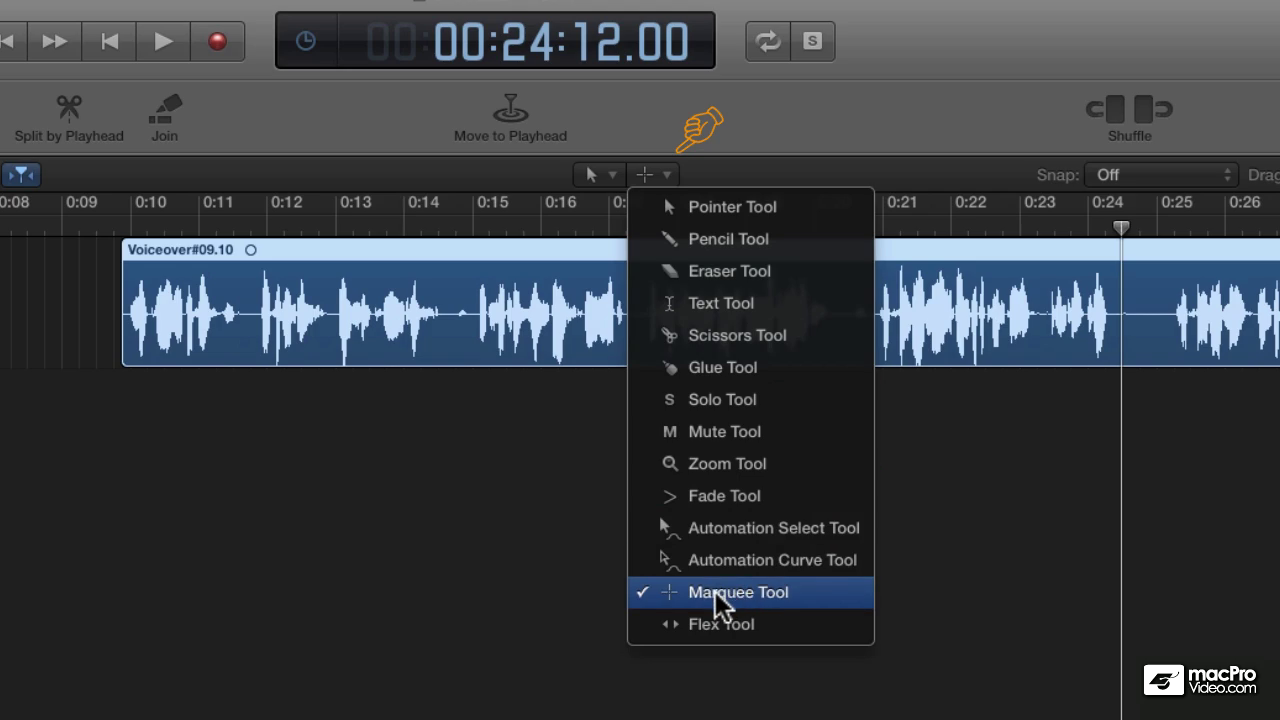 00:00:24:12.00
S
Split by Playhead
Join
Move to Playhead
Shuffle
Snap: Off Drag
0:08 0:09 0:10 0:11 0:12 0:13 0:14 0:15 0:16 0: 0:21 0:22 0:23 0:24 0:25 0:26
Voiceover#09.10
Pointer Tool
Pencil Tool
Eraser Tool
Text Tool
Scissors Tool
Glue Tool
S Solo Tool
M Mute Tool
Zoom Tool
Fade Tool
Automation Select Tool
Automation Curve Tool
✓ Marquee Tool
Flex Tool
macPro
Video.com